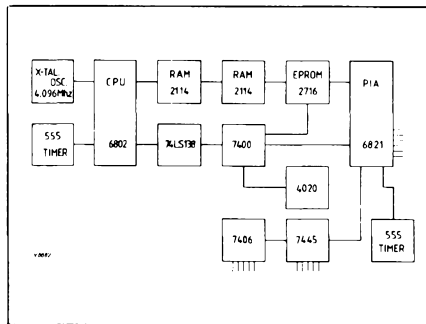 X-TAL
OSC.
4.096Mhz
CPU
6802
RAM
2114
RAM
2114
EPROM
2716
PIA
6821
555
TIMER
74LS138
7400
4020
7406
7445
555
TIMER